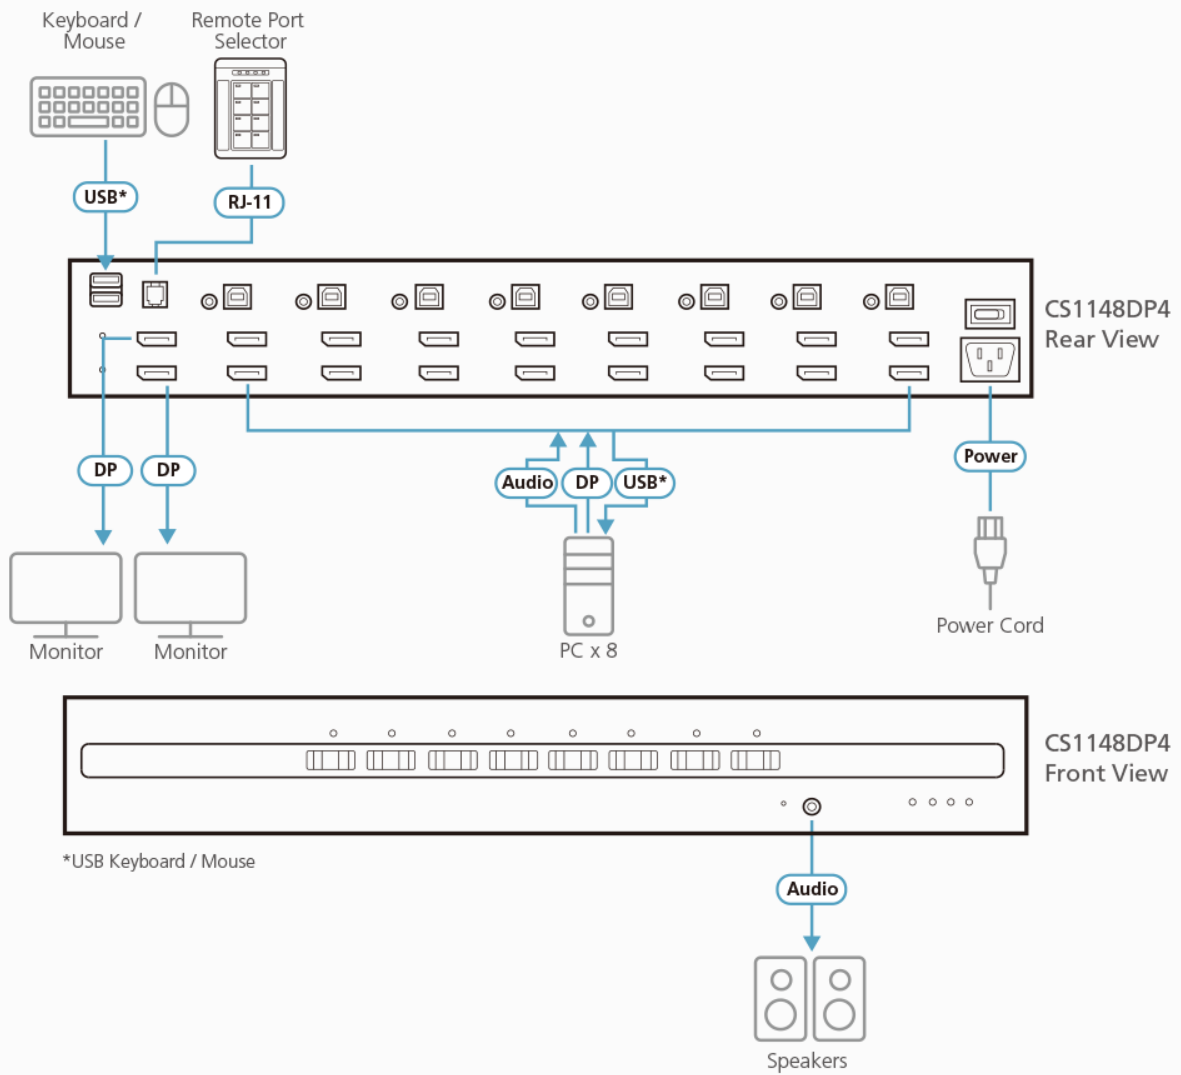 Keyboard /
Mouse
Remote Port
Selector
USB*
RJ-11
CS1148DP4
Rear View
DP
DP
Audio
DP
USB*
Power
Monitor
Monitor
PC x 8
Power Cord
CS1148DP4
Front View
*USB Keyboard / Mouse
Audio
Speakers